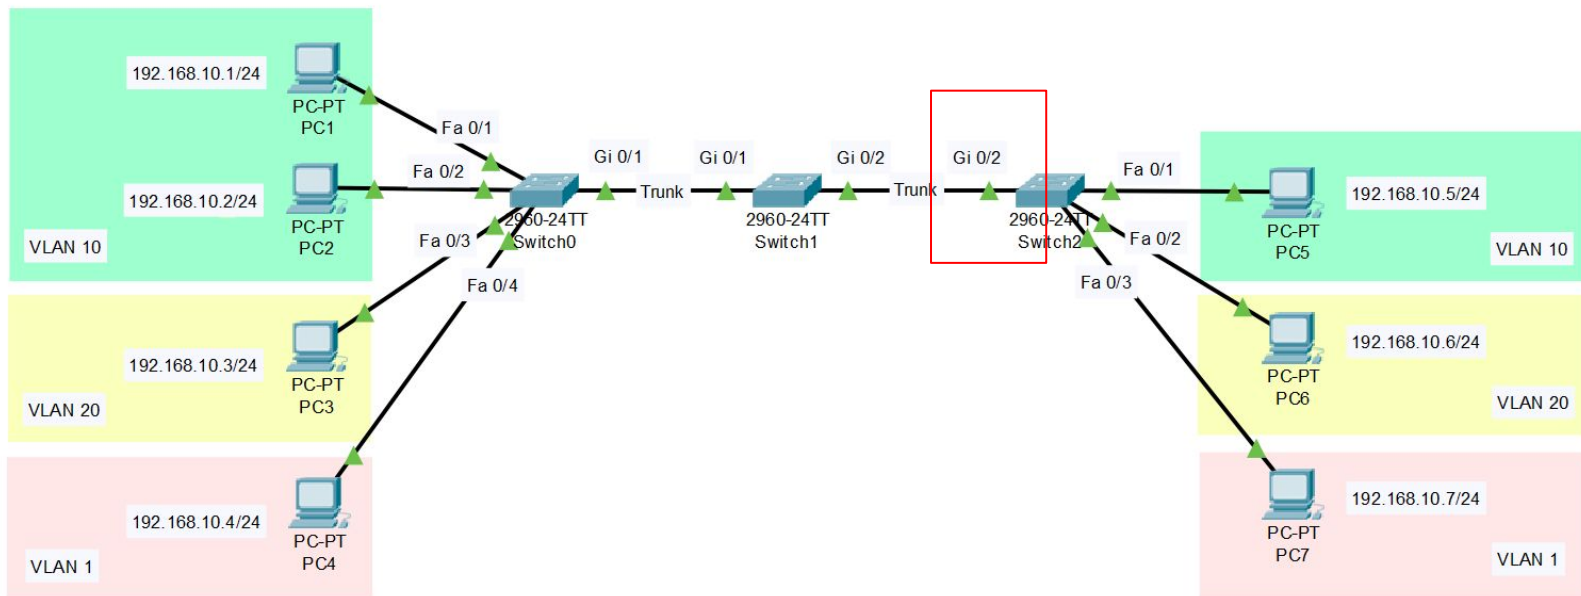 192.168.10.1/24
PC-PT
PC1
Fa 0/1
192.168.10.2/24
PC-PT
PC2
Fa 0/2
VLAN 10
Fa 0/3
Fa 0/4
192.168.10.3/24
PC-PT
PC3
VLAN 20
192.168.10.4/24
PC-PT
PC4
VLAN 1
2960-24TT
Switch0
Gi 0/1
Trunk
Gi 0/1
2960-24TT
Switch1
Gi 0/2
Trunk
Gi 0/2
2960-24TT
Switch2
Fa 0/1
Fa 0/2
Fa 0/3
192.168.10.5/24
PC-PT
PC5
VLAN 10
192.168.10.6/24
PC-PT
PC6
VLAN 20
192.168.10.7/24
PC-PT
PC7
VLAN 1